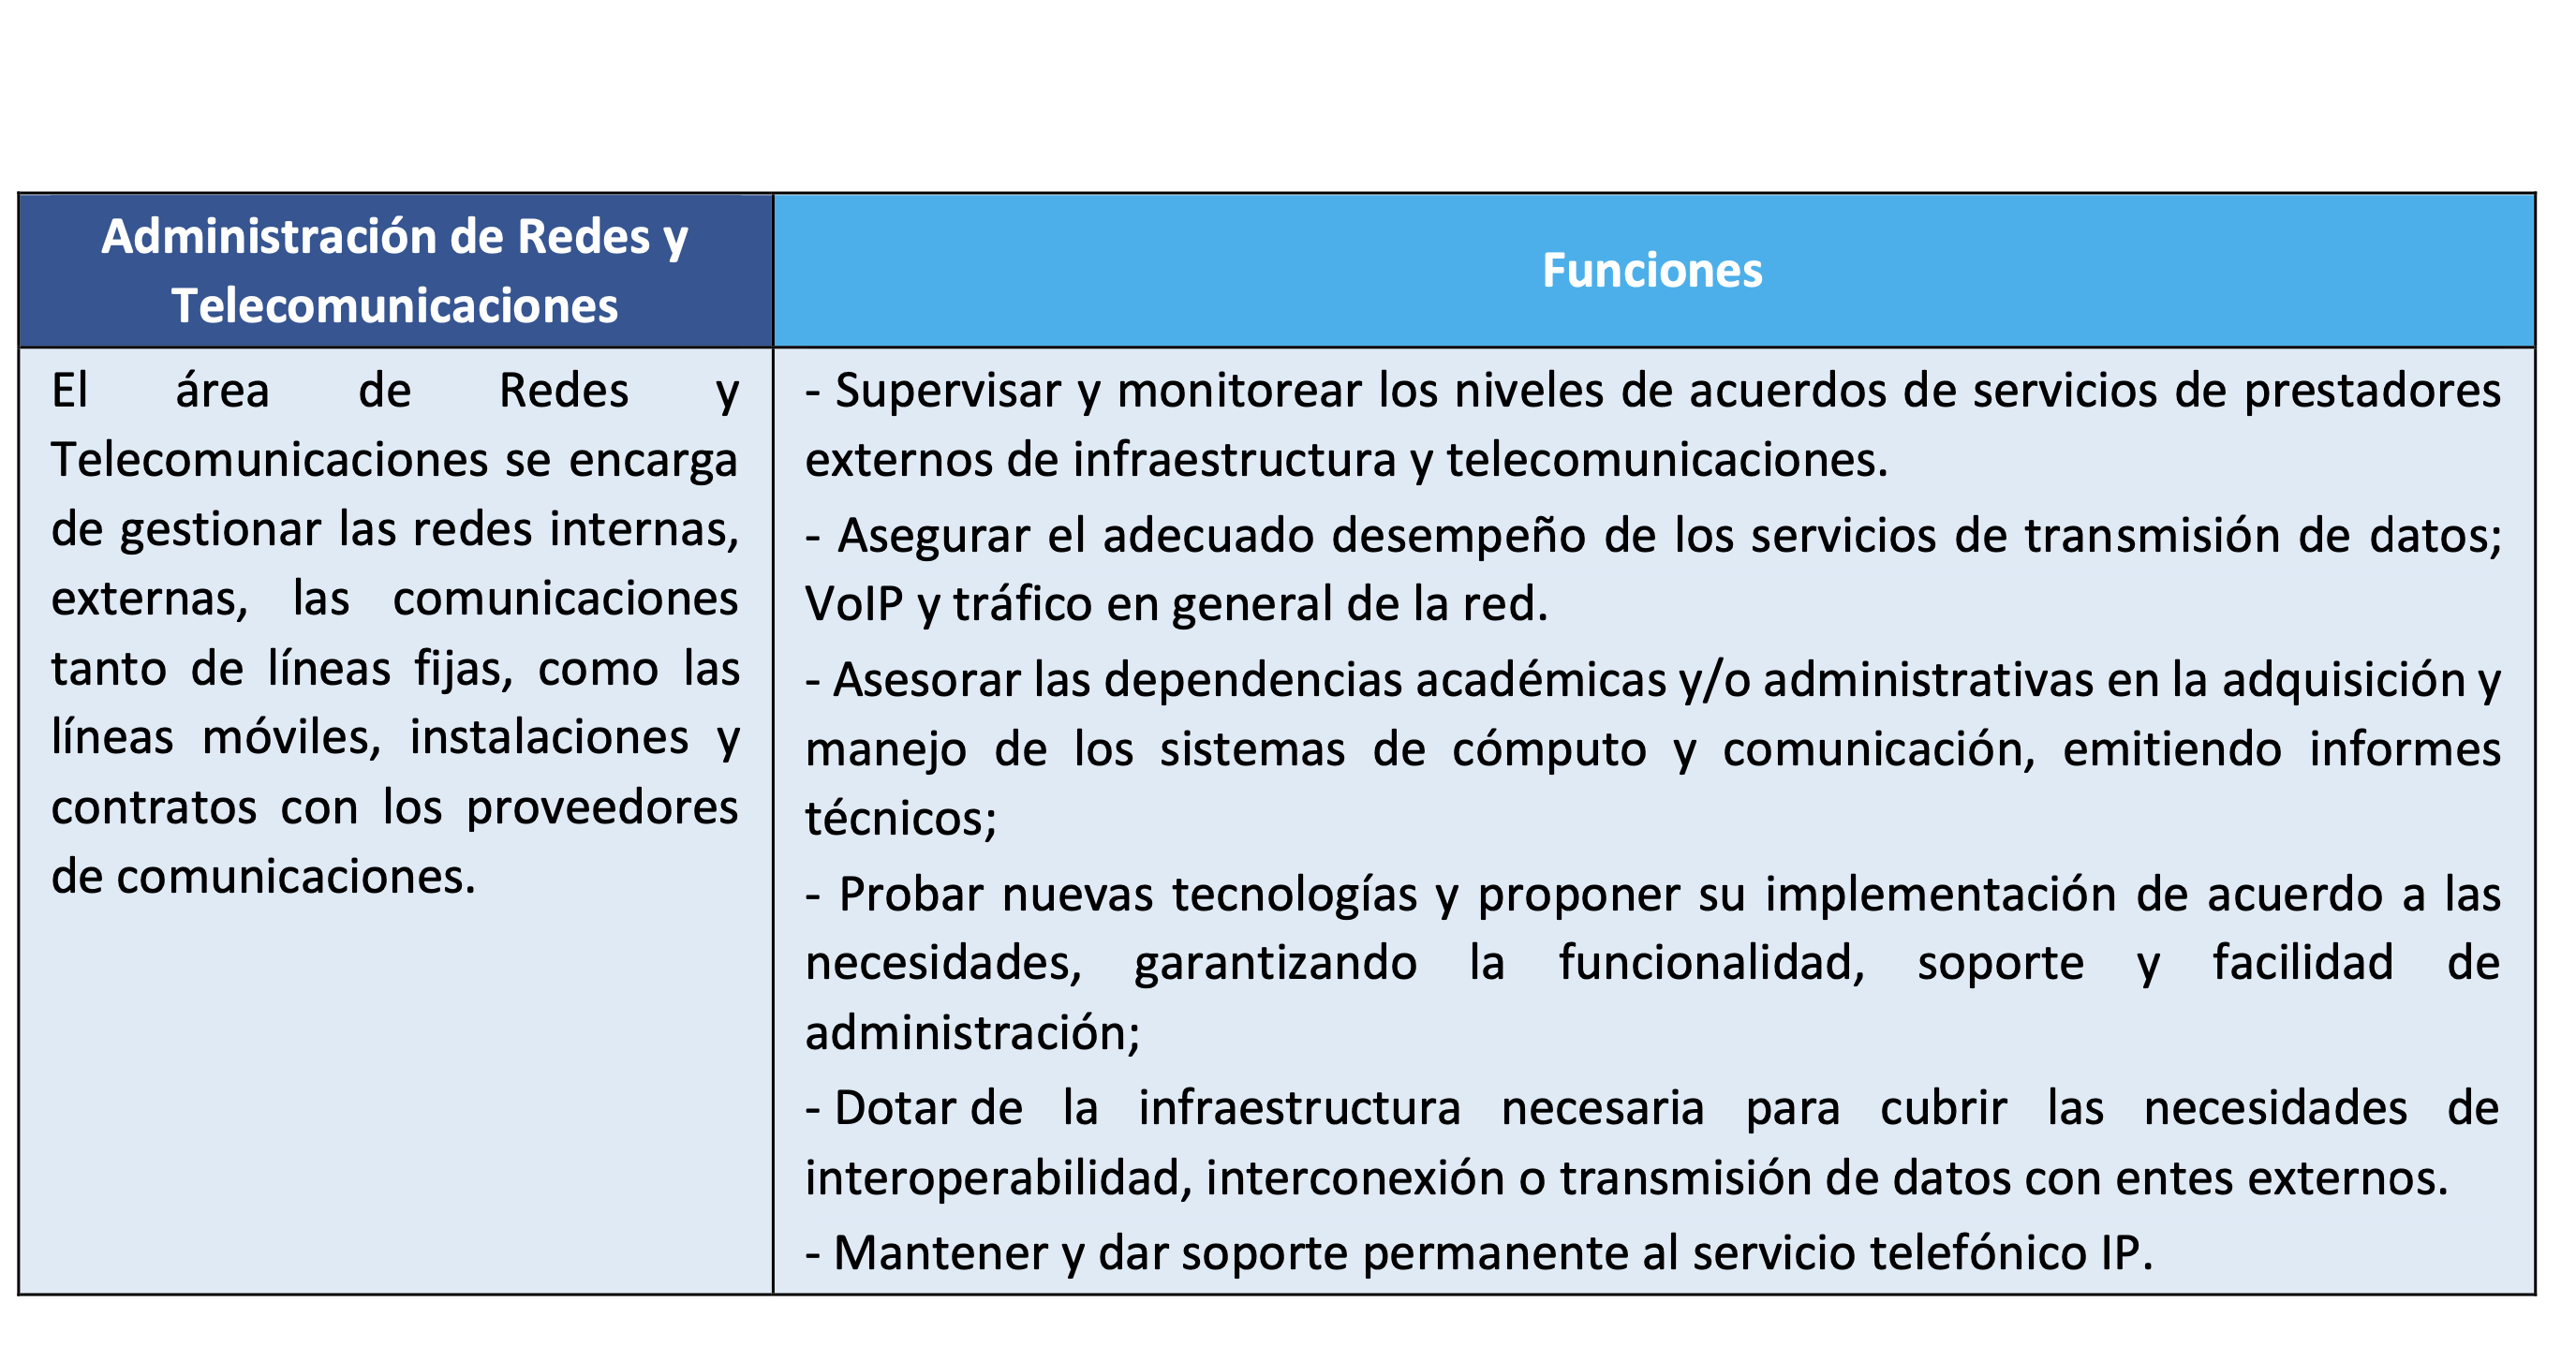 Administración de Redes y
Telecomunicaciones
Funciones
El área de Redes y
Telecomunicaciones se encarga
de gestionar las redes internas,
externas, las comunicaciones
tanto de líneas fijas, como las
líneas móviles, instalaciones y
contratos con los proveedores
de comunicaciones.
- Supervisar y monitorear los niveles de acuerdos de servicios de prestadores
externos de infraestructura y telecomunicaciones.
- Asegurar el adecuado desempeño de los servicios de transmisión de datos;
VoIP y tráfico en general de la red.
- Asesorar las dependencias académicas y/o administrativas en la adquisición y
manejo de los sistemas de cómputo y comunicación, emitiendo informes
técnicos;
- Probar nuevas tecnologías y proponer su implementación de acuerdo a las
necesidades, garantizando la funcionalidad, soporte y facilidad de
administración;
- Dotar de la infraestructura necesaria para cubrir las necesidades de
interoperabilidad, interconexión o transmisión de datos con entes externos.
- Mantener y dar soporte permanente al servicio telefónico IP.